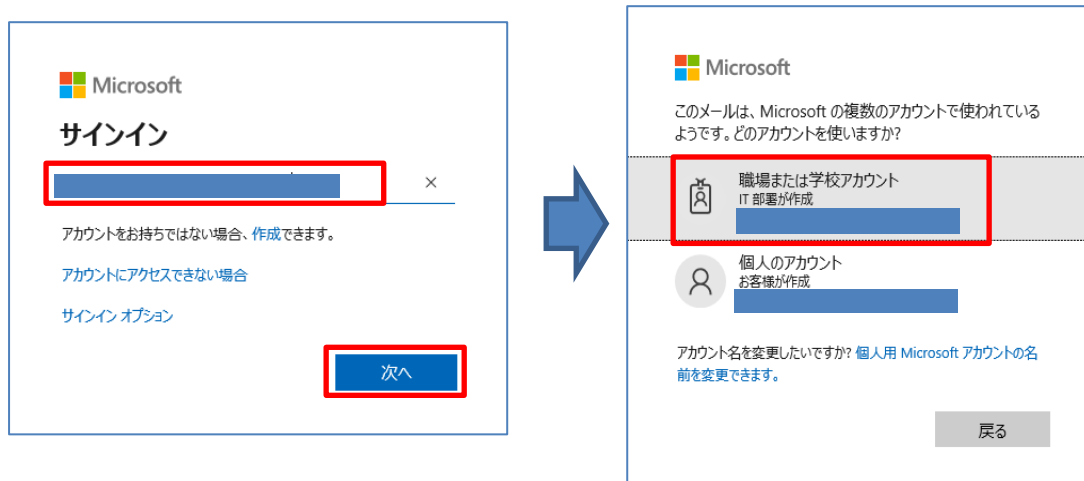 Microsoft
サインイン
×
アカウントをお持ちではない場合、作成できます。
アカウントにアクセスできない場合
サインイン オプション
次へ
Microsoft
このメールは、Microsoft の複数のアカウントで使われている
ようです。どのアカウントを使いますか?
職場または学校アカウント
IT 部署が作成
個人のアカウント
お客様が作成
アカウント名を変更したいですか? 個人用 Microsoft アカウントの名
前を変更できます。
戻る